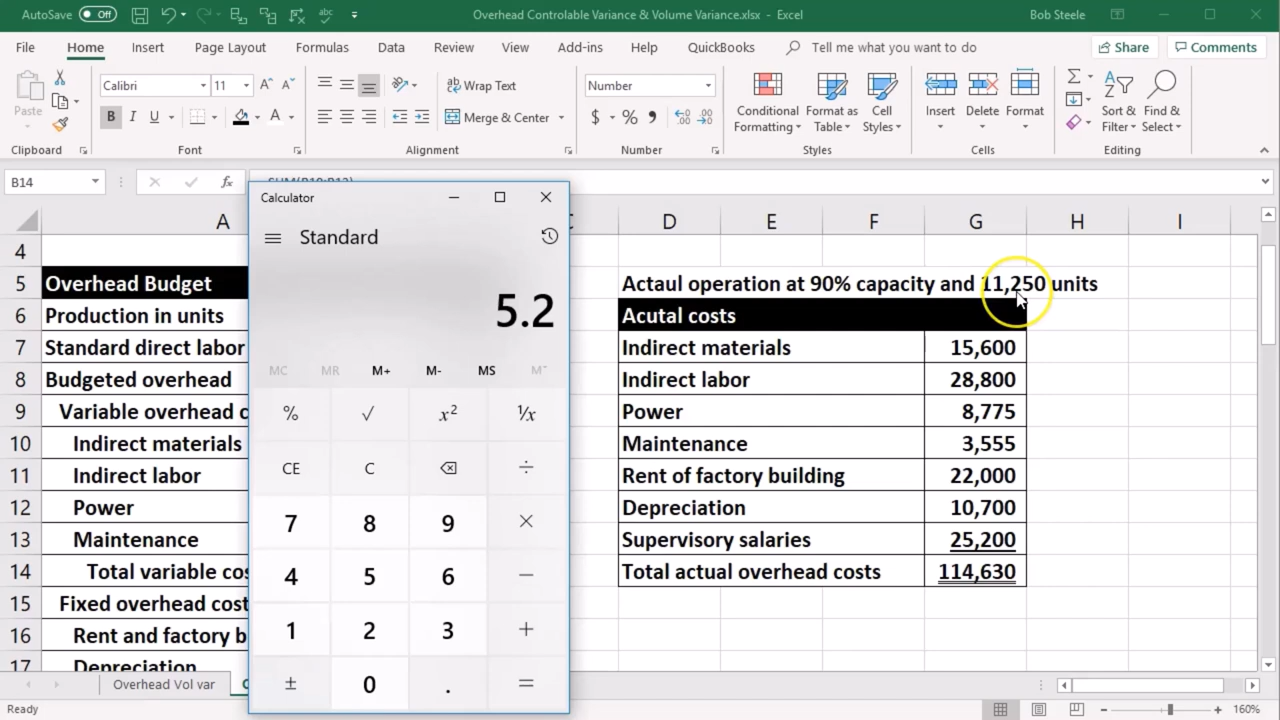 AutoSave Off Overhead Controlable Variance & Volume Variance.xlsx - Excel Bob Steele
File Home Insert Page Layout Formulas Data Review View Add-ins Help QuickBooks Tell me what you want to do Share Comments
Paste Calibri 11 A A Wrap Text Number Conditional Formatting Format as Table Cell Styles Insert Delete Format Sort & Filter Find & Select
B I U A Merge & Center $ %
Clipboard Font Alignment Number Styles Cells Editing
B14 fx =SUM(B10:B13)
A C D E F G H I
4
5 Overhead Budget Actaul operation at 90% capacity and 11,250 units
6 Production in units Acutal costs
7 Standard direct labor Indirect materials 15,600
8 Budgeted overhead Indirect labor 28,800
9 Variable overhead c Power 8,775
10 Indirect materials Maintenance 3,555
11 Indirect labor Rent of factory building 22,000
12 Power Depreciation 10,700
13 Maintenance Supervisory salaries 25,200
14 Total variable cos Total actual overhead costs 114,630
15 Fixed overhead cost
16 Rent and factory b
17 Depreciation
Calculator
Standard
5.2
MC MR M+ M- MS M
% √ x² ¹/x
CE C ÷
7 8 9 ×
4 5 6 −
1 2 3 +
± 0 . =
Overhead Vol var
Ready 160%